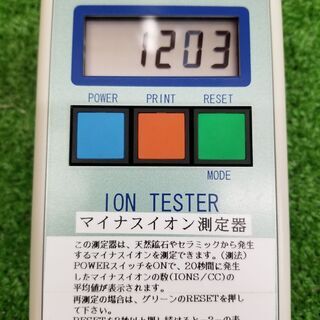 1203
POWER PRINT RESET
MODE
ION TESTER
マイナスイオン測定器
この測定器は、天然鉱石やセラミックから発生
するマイナスイオンを測定できます。(測法)
POWERスイッチをONで、20秒間に発生
したマイナスイオンの数(IONS/CC)の
平均値が表示されます。
再測定の場合は、グリーンのRESETを押し
て下さい。